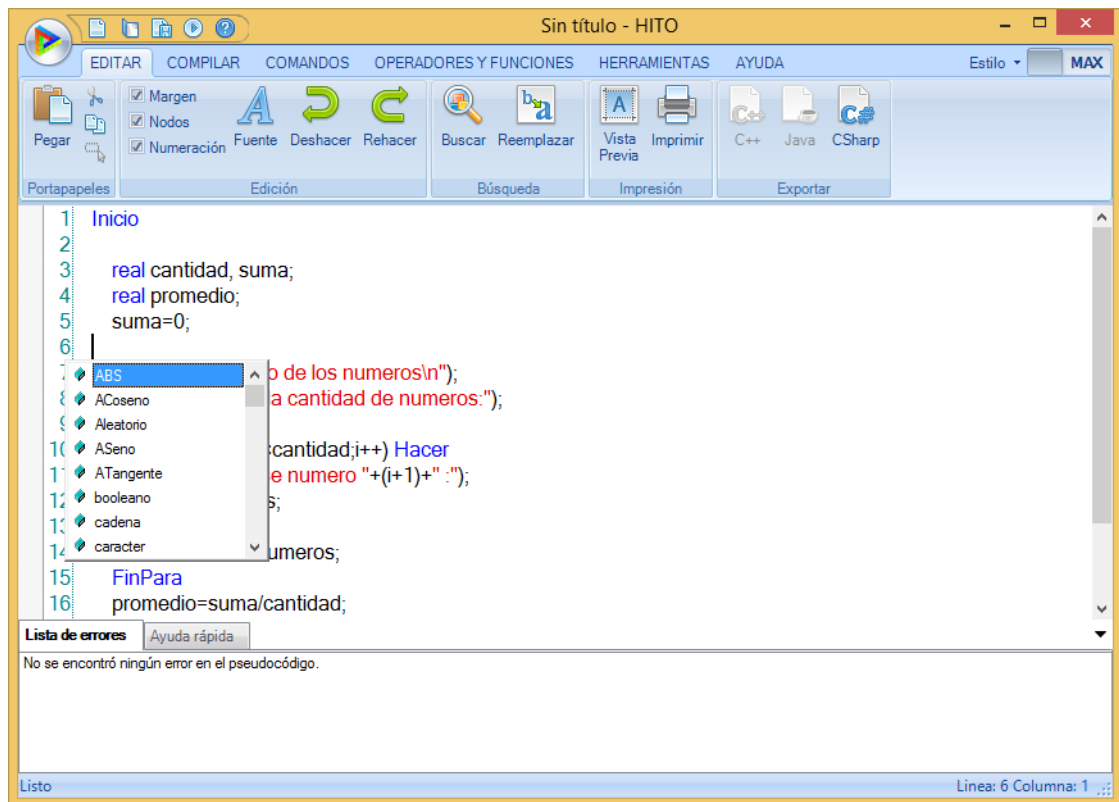 Sin título - HITO
EDITAR COMPILAR COMANDOS OPERADORES Y FUNCIONES HERRAMIENTAS AYUDA Estilo MAX
Pegar
Portapapeles
Margen
Nodos
Numeración
Fuente Deshacer Rehacer
Edición
Buscar Reemplazar
Búsqueda
Vista Previa Imprimir
Impresión
C++ Java CSharp
Exportar
1 Inicio
2
3 real cantidad, suma;
4 real promedio;
5 suma=0;
6
o de los numeros\n");
a cantidad de numeros:");
10 cantidad;i++) Hacer
e numero "+(i+1)+" :");
s;
umeros;
15 FinPara
16 promedio=suma/cantidad;
ABS
ACoseno
Aleatorio
ASeno
ATangente
booleano
cadena
caracter
Lista de errores Ayuda rápida
No se encontró ningún error en el pseudocódigo.
Listo Linea: 6 Columna: 1